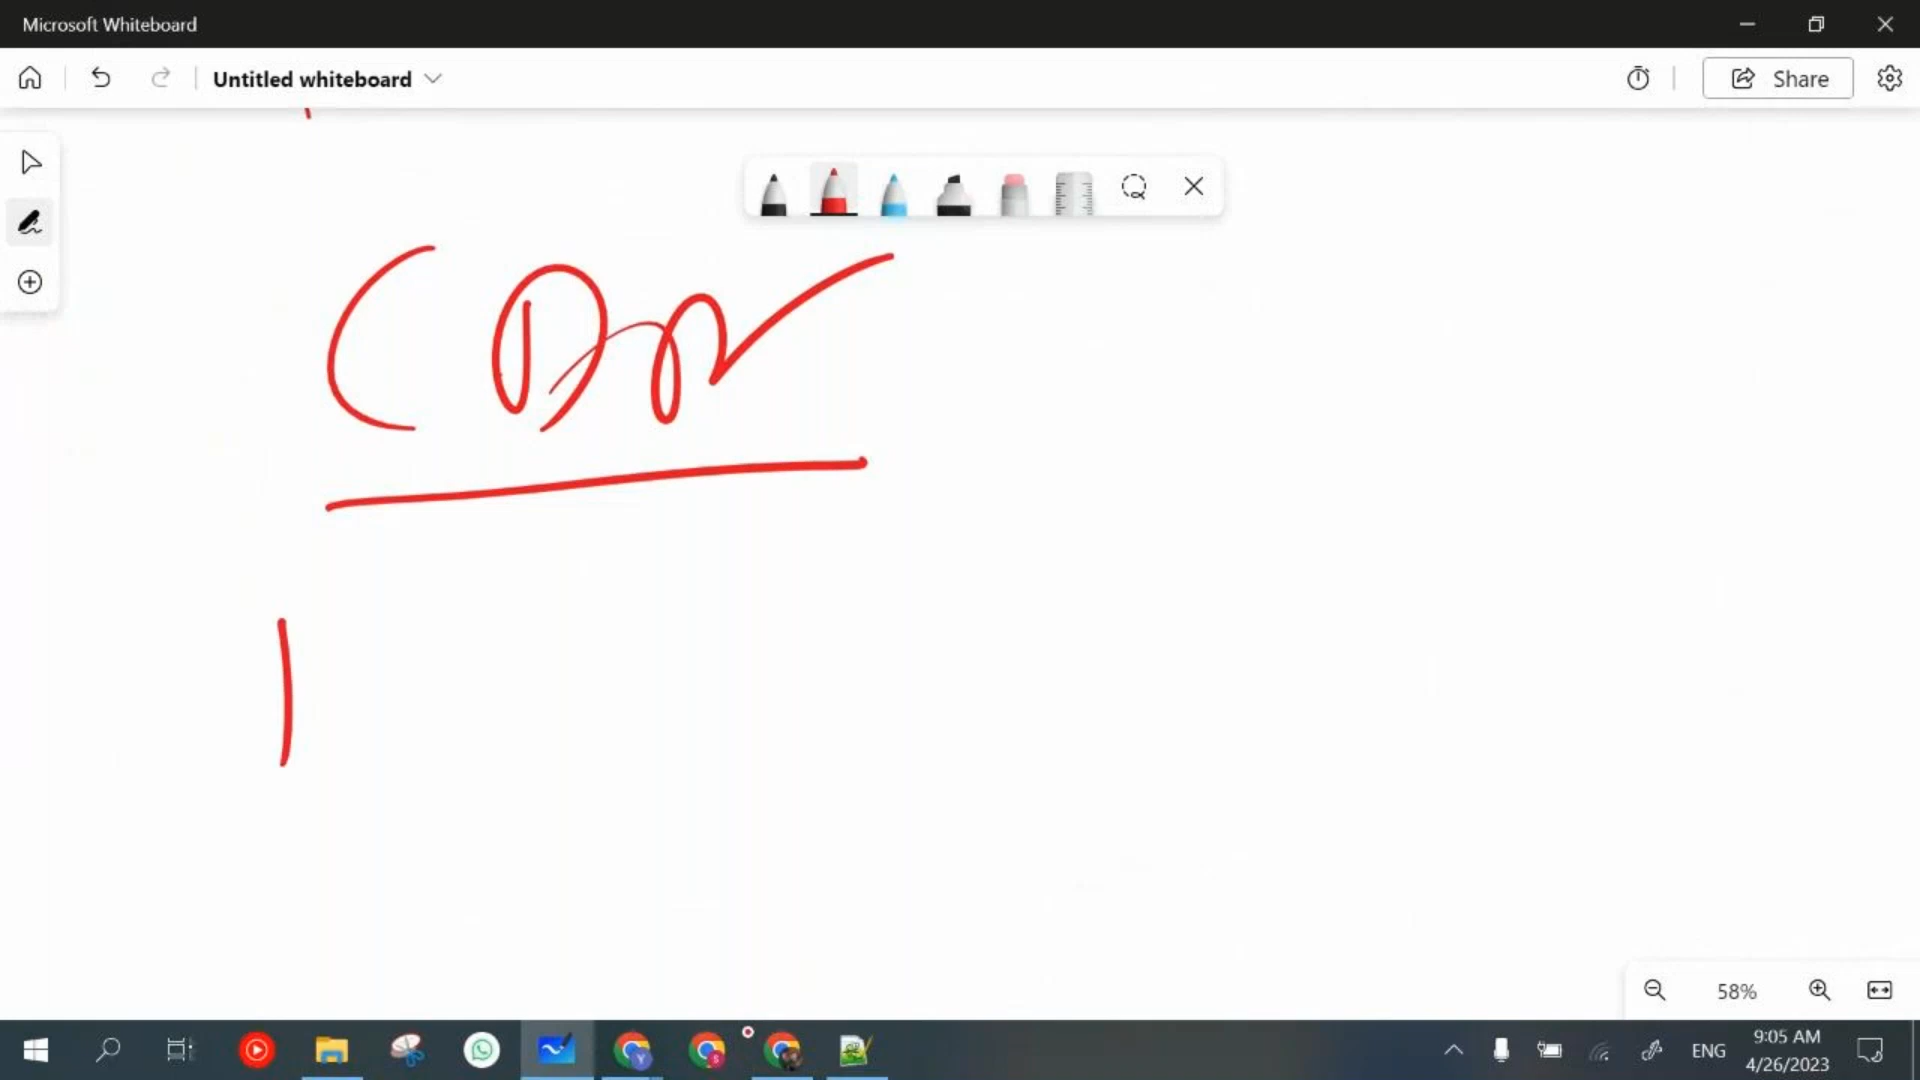 Microsoft Whiteboard
Untitled whiteboard
Share
58%
ENG
9:05 AM
4/26/2023